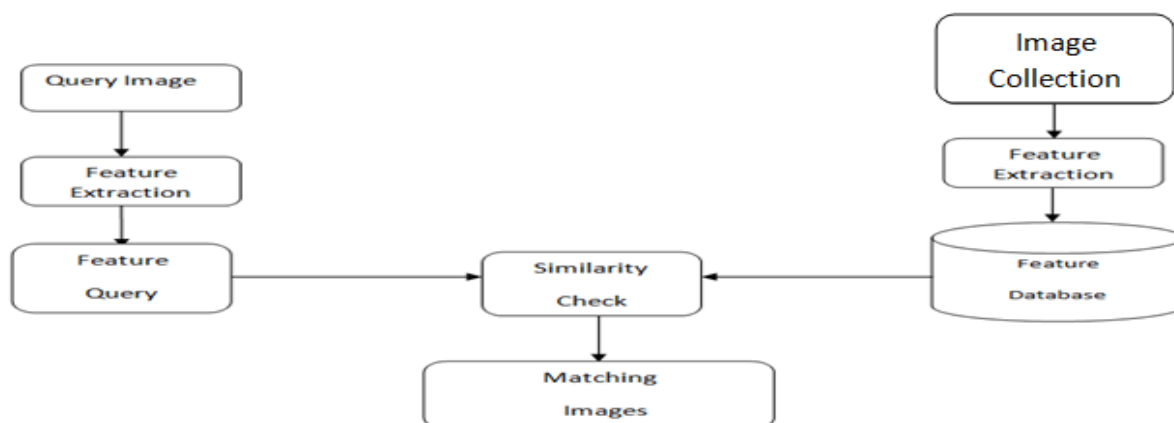 Query Image
Feature
Extraction
Feature
Query
Image
Collection
Feature
Extraction
Feature
Database
Similarity
Check
Matching
Images